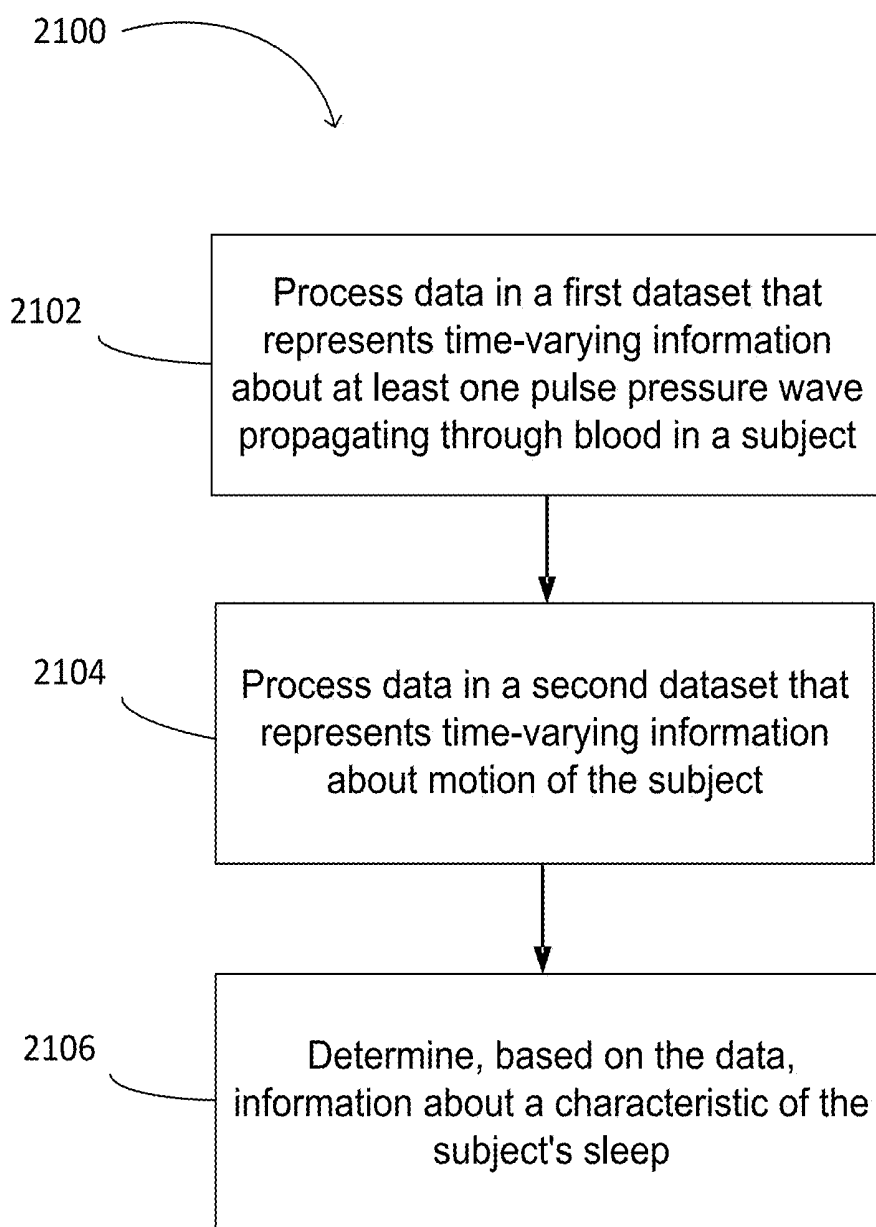 2100
2102
Process data in a first dataset that
represents time-varying information
about at least one pulse pressure wave
propagating through blood in a subject
2104
Process data in a second dataset that
represents time-varying information
about motion of the subject
2106
Determine, based on the data,
information about a characteristic of the
subject's sleep